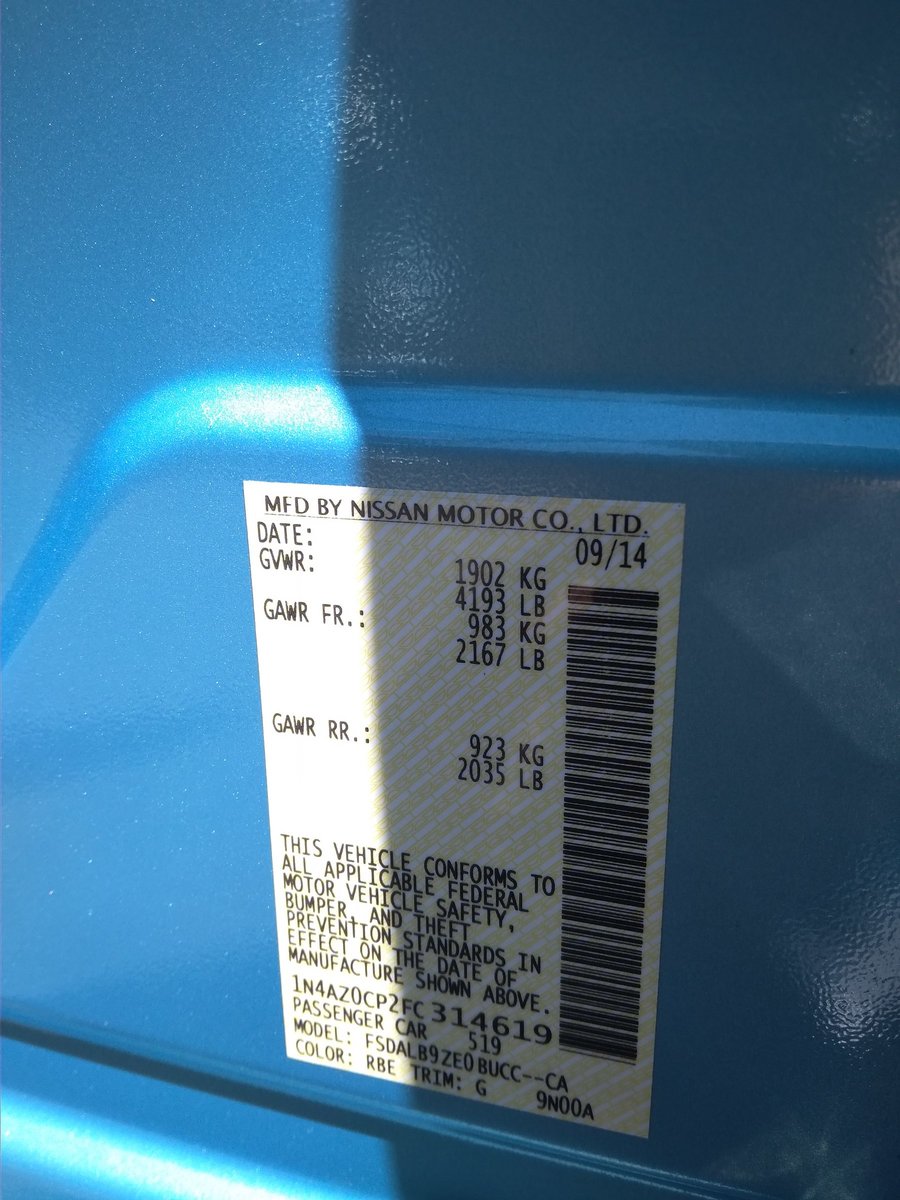 MFD BY NISSAN MOTOR CO., LTD.
DATE: 09/14
GVWR: 1902 KG
4193 LB
GAWR FR.: 983 KG
2167 LB
GAWR RR.: 923 KG
2035 LB
THIS VEHICLE CONFORMS TO
ALL APPLICABLE FEDERAL
MOTOR VEHICLE SAFETY,
BUMPER, AND THEFT
PREVENTION STANDARDS IN
EFFECT ON THE DATE OF
MANUFACTURE SHOWN ABOVE.
1N4AZ0CP2FC314619
PASSENGER CAR 519
MODEL: FSDALB9ZE0BUCC--CA
COLOR: RBE TRIM: G 9N00A